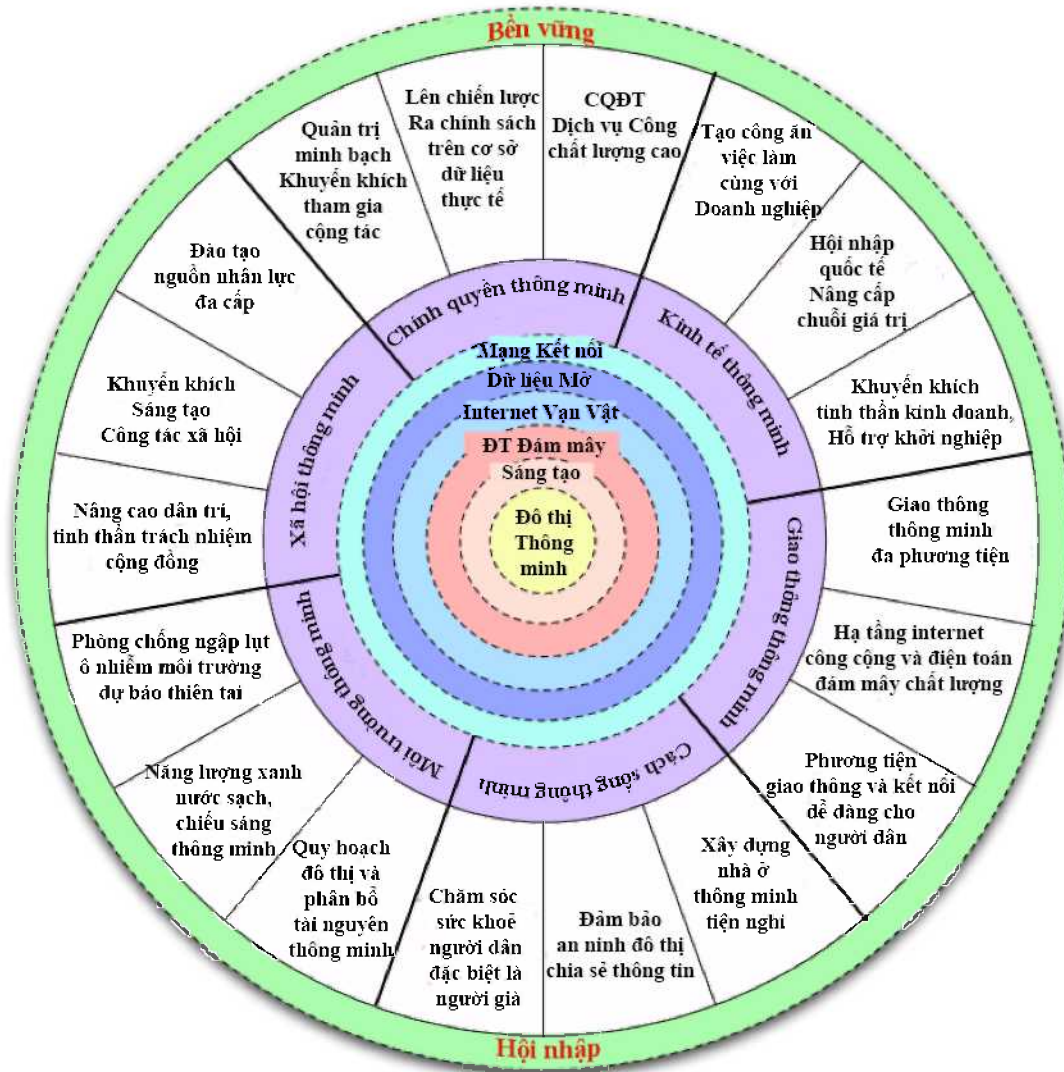 Bền vững
Quản trị
minh bạch
Khuyến khích
tham gia
cộng tác
Lên chiến lược
Ra chính sách
trên cơ sở
dữ liệu
thực tế
CQĐT
Dịch vụ Công
chất lượng cao
Tạo công ăn
việc làm
cùng với
Doanh nghiệp
Hội nhập
quốc tế
Nâng cấp
chuỗi giá trị
Khuyến khích
tinh thần kinh doanh,
Hỗ trợ khởi nghiệp
Giao thông
thông minh
đa phương tiện
Hạ tầng internet
công cộng và điện toán
đám mây chất lượng
Phương tiện
giao thông và kết nối
dễ dàng cho
người dân
Xây dựng
nhà ở
thông minh
tiện nghi
Đảm bảo
an ninh đô thị
chia sẻ thông tin
Chăm sóc
sức khoẻ
người dân
đặc biệt là
người già
Quy hoạch
đô thị và
phân bổ
tài nguyên
thông minh
Năng lượng xanh
nước sạch,
chiếu sáng
thông minh
Phòng chống ngập lụt
ô nhiễm môi trường
dự báo thiên tai
Nâng cao dân trí,
tinh thần trách nhiệm
cộng đồng
Khuyến khích
Sáng tạo
Công tác xã hội
Đào tạo
nguồn nhân lực
đa cấp
Chính quyền thông minh
Kinh tế thông minh
Giao thông thông minh
Cách sống thông minh
Môi trường thông minh
Xã hội thông minh
Mạng Kết nối
Dữ liệu Mở
Internet Vạn Vật
ĐT Đám mây
Sáng tạo
Đô thị
Thông
minh
Hội nhập